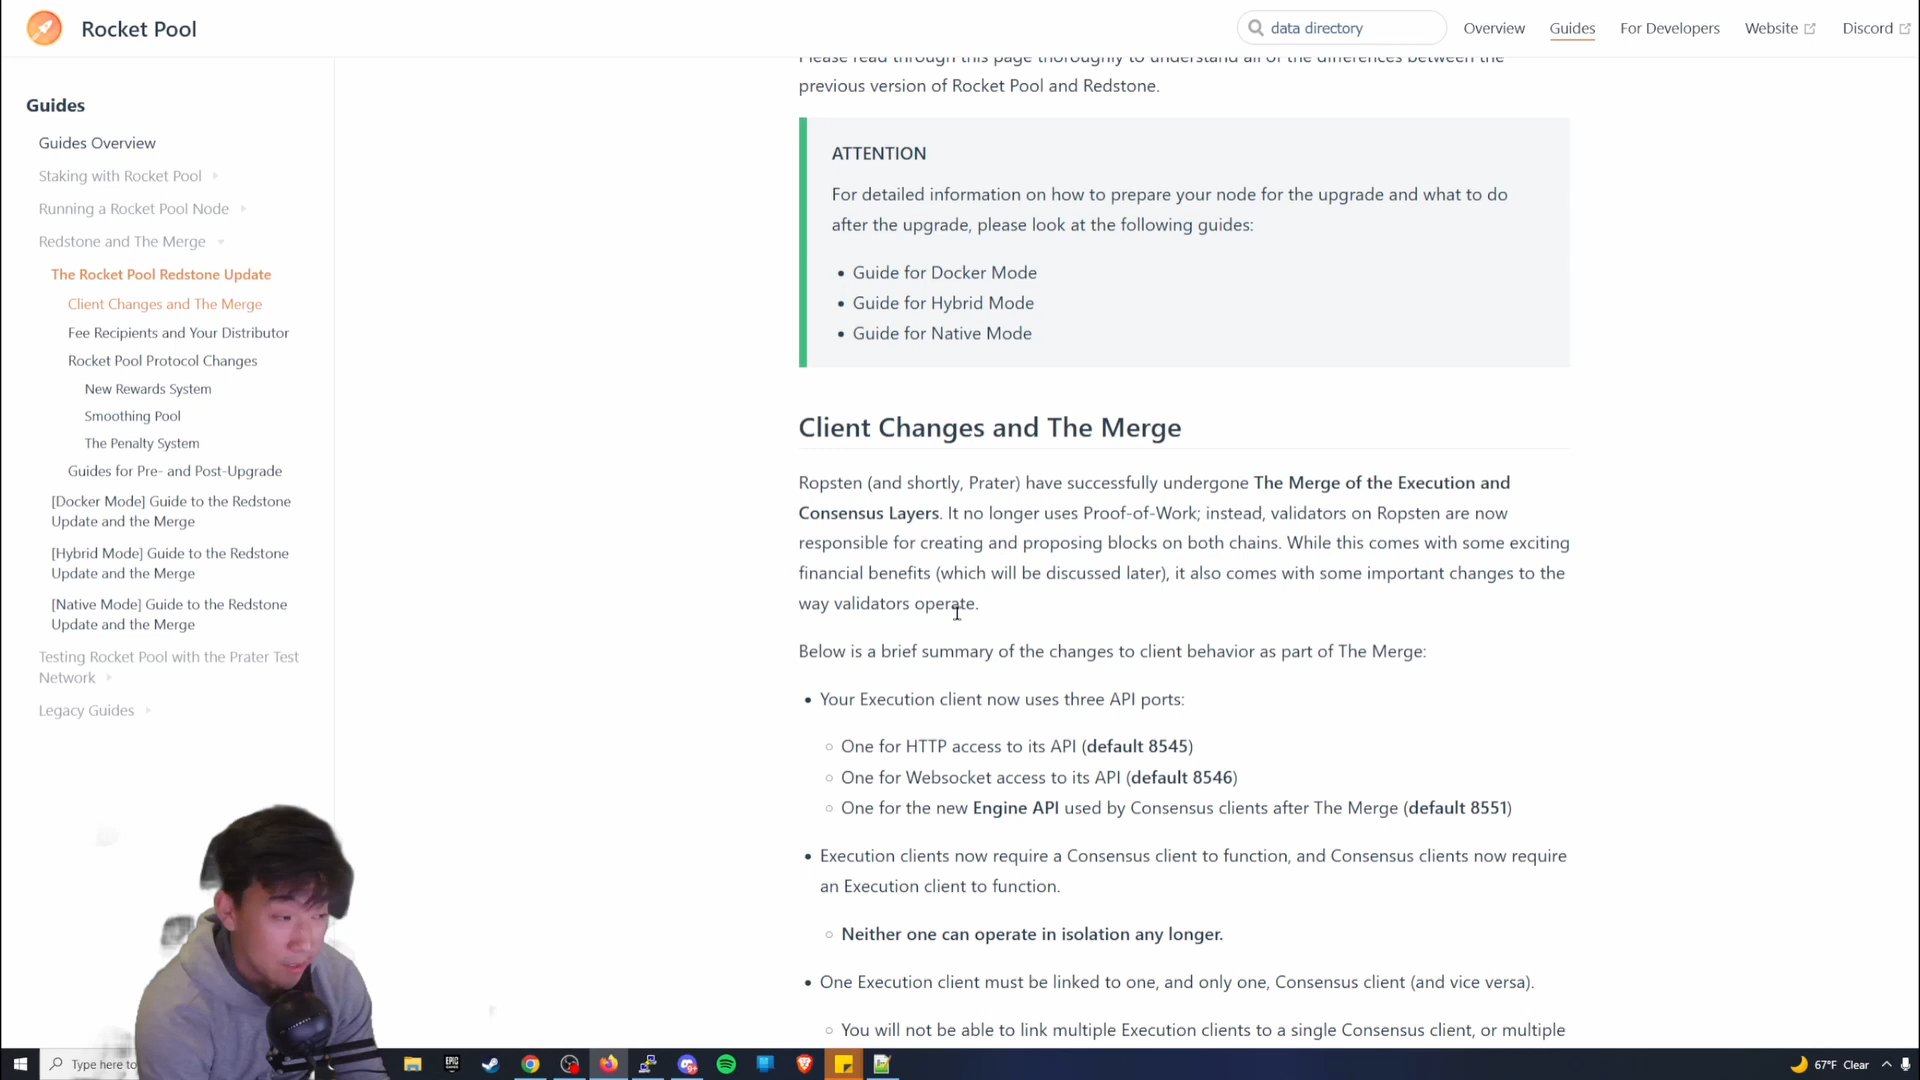 Rocket Pool
data directory
Overview
Guides
For Developers
Website
Discord
Guides
Guides Overview
Staking with Rocket Pool
Running a Rocket Pool Node
Redstone and The Merge
The Rocket Pool Redstone Update
Client Changes and The Merge
Fee Recipients and Your Distributor
Rocket Pool Protocol Changes
New Rewards System
Smoothing Pool
The Penalty System
Guides for Pre- and Post-Upgrade
[Docker Mode] Guide to the Redstone
Update and the Merge
[Hybrid Mode] Guide to the Redstone
Update and the Merge
[Native Mode] Guide to the Redstone
Update and the Merge
Testing Rocket Pool with the Prater Test
Network
Legacy Guides
Please read through this page thoroughly to understand all of the differences between the
previous version of Rocket Pool and Redstone.
ATTENTION
For detailed information on how to prepare your node for the upgrade and what to do
after the upgrade, please look at the following guides:
• Guide for Docker Mode
• Guide for Hybrid Mode
• Guide for Native Mode
Client Changes and The Merge
Ropsten (and shortly, Prater) have successfully undergone The Merge of the Execution and
Consensus Layers. It no longer uses Proof-of-Work; instead, validators on Ropsten are now
responsible for creating and proposing blocks on both chains. While this comes with some exciting
financial benefits (which will be discussed later), it also comes with some important changes to the
way validators operate.
Below is a brief summary of the changes to client behavior as part of The Merge:
• Your Execution client now uses three API ports:
○ One for HTTP access to its API (default 8545)
○ One for Websocket access to its API (default 8546)
○ One for the new Engine API used by Consensus clients after The Merge (default 8551)
• Execution clients now require a Consensus client to function, and Consensus clients now require
an Execution client to function.
○ Neither one can operate in isolation any longer.
• One Execution client must be linked to one, and only one, Consensus client (and vice versa).
○ You will not be able to link multiple Execution clients to a single Consensus client, or multiple
Type here to
EPIC
67°F Clear